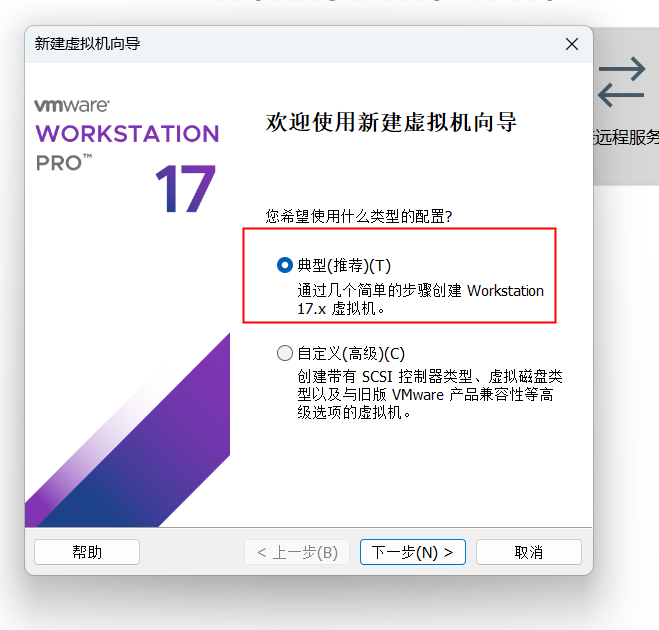 新建虚拟机向导
vmware®
WORKSTATION
PRO™
17
欢迎使用新建虚拟机向导
您希望使用什么类型的配置?
典型(推荐)(T)
通过几个简单的步骤创建 Workstation
17.x 虚拟机。
自定义(高级)(C)
创建带有 SCSI 控制器类型、虚拟磁盘类
型以及与旧版 VMware 产品兼容性等高
级选项的虚拟机。
帮助
< 上一步(B)
下一步(N) >
取消
远程服务